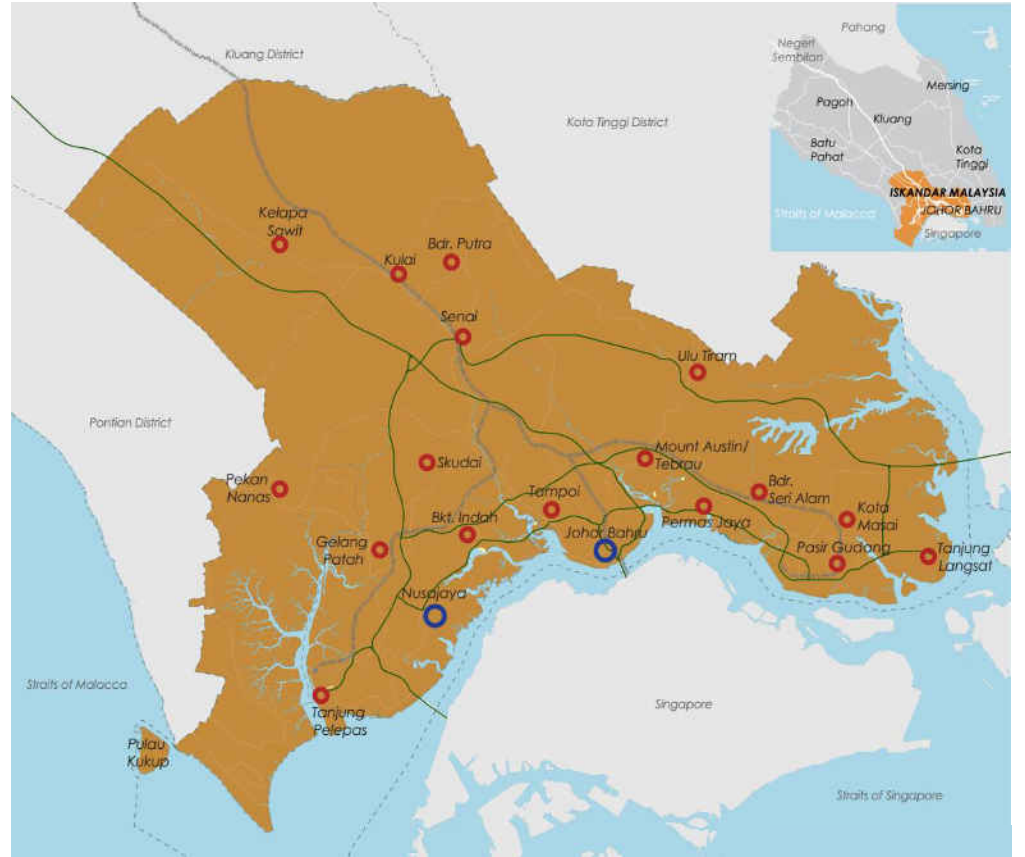 Kluang District
Kota Tinggi District
Kelapa
Sawit
Bdr. Putra
Kulai
Senai
Ulu Tiram
Pontian District
Skudai
Mount Austin/
Tebrau
Pekan
Nanas
Bdr.
Seri Alam
Tampoi
Kota
Masai
Bkt. Indah
Johor Bahru
Permas Jaya
Gelang
Patah
Pasir Gudang
Tanjung
Langsat
Nusajaya
Straits of Malacca
Singapore
Tanjung
Pelepas
Pulau
Kukup
Straits of Singapore
Pahang
Negeri
Sembilan
Mersing
Pagoh
Kluang
Batu
Pahat
Kota
Tinggi
ISKANDAR MALAYSIA
JOHOR BAHRU
Straits of Malacca
Singapore